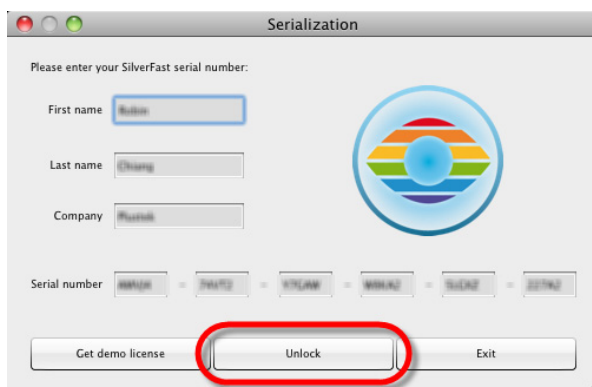 Serialization
Please enter your SilverFast serial number:
First name
Last name
Company
Serial number - - - - -
Get demo license Unlock Exit